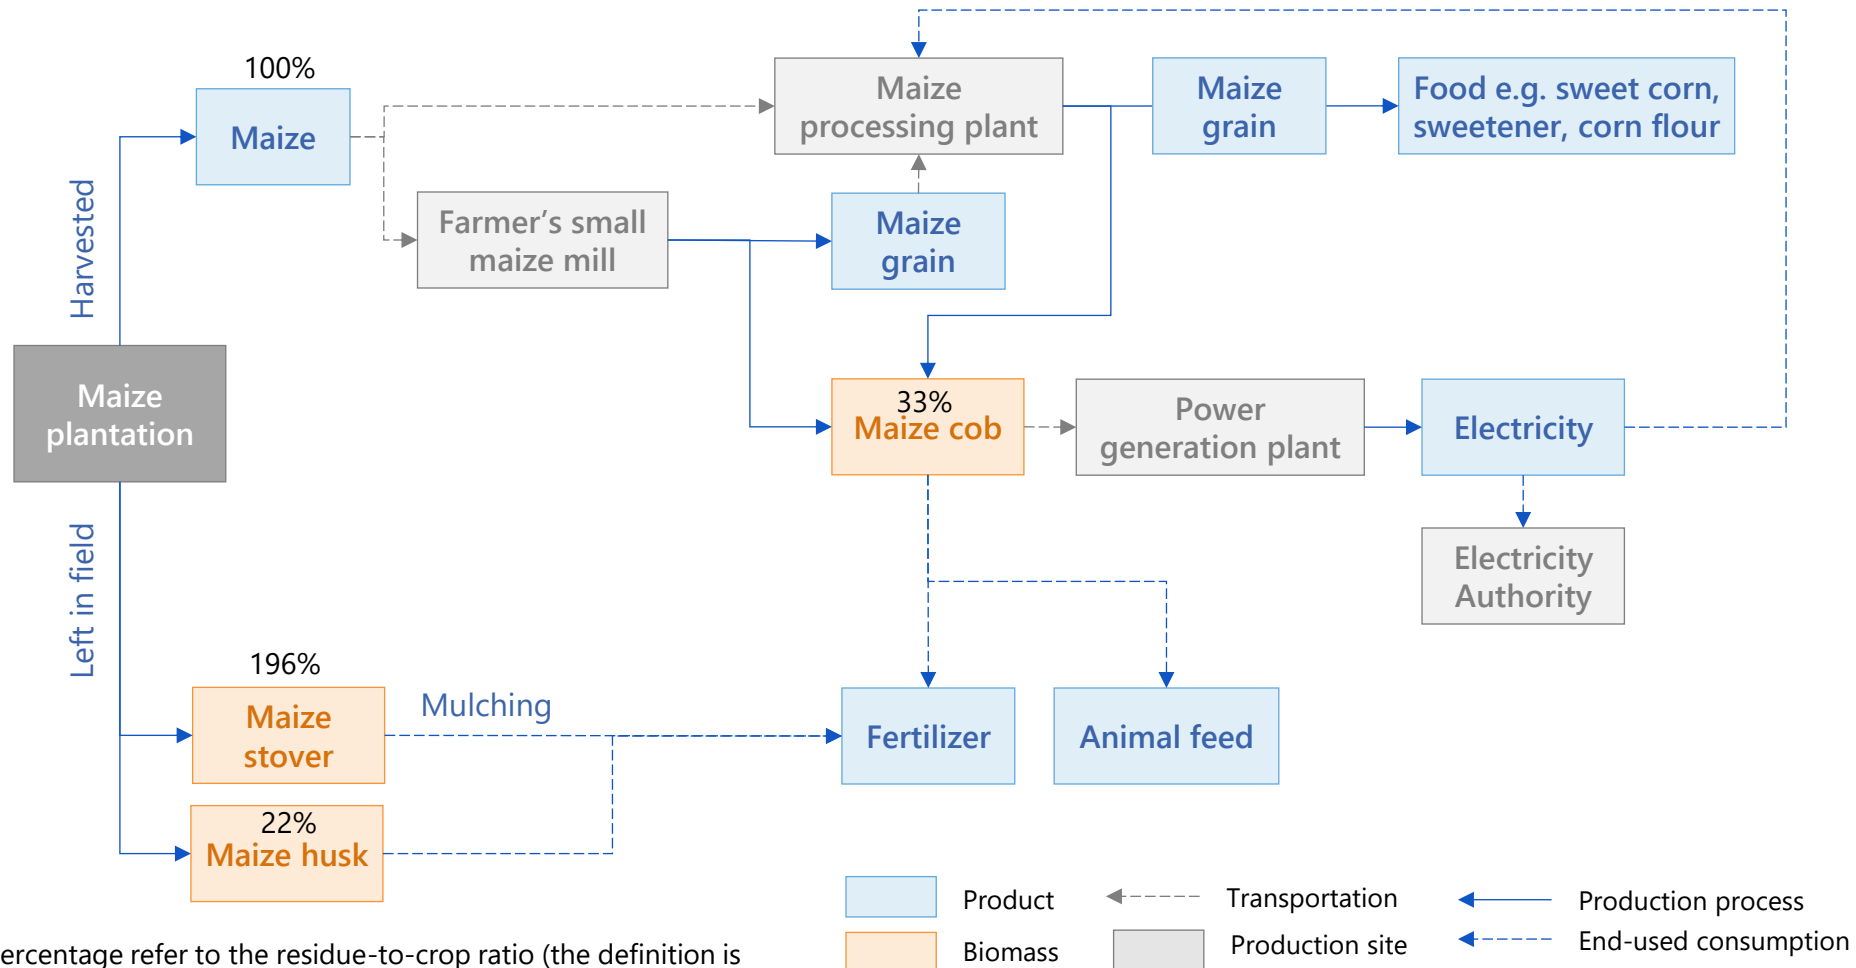 100%
Maize
Harvested
Maize
processing plant
Maize
grain
Food e.g. sweet corn,
sweetener, corn flour
Farmer’s small
maize mill
Maize
grain
Maize
plantation
33%
Maize cob
Power
generation plant
Electricity
Electricity
Authority
Left in field
196%
Maize
stover
Mulching
Fertilizer
Animal feed
22%
Maize husk
Product
Transportation
Production process
Biomass
Production site
End-used consumption
ercentage refer to the residue-to-crop ratio (the definition is